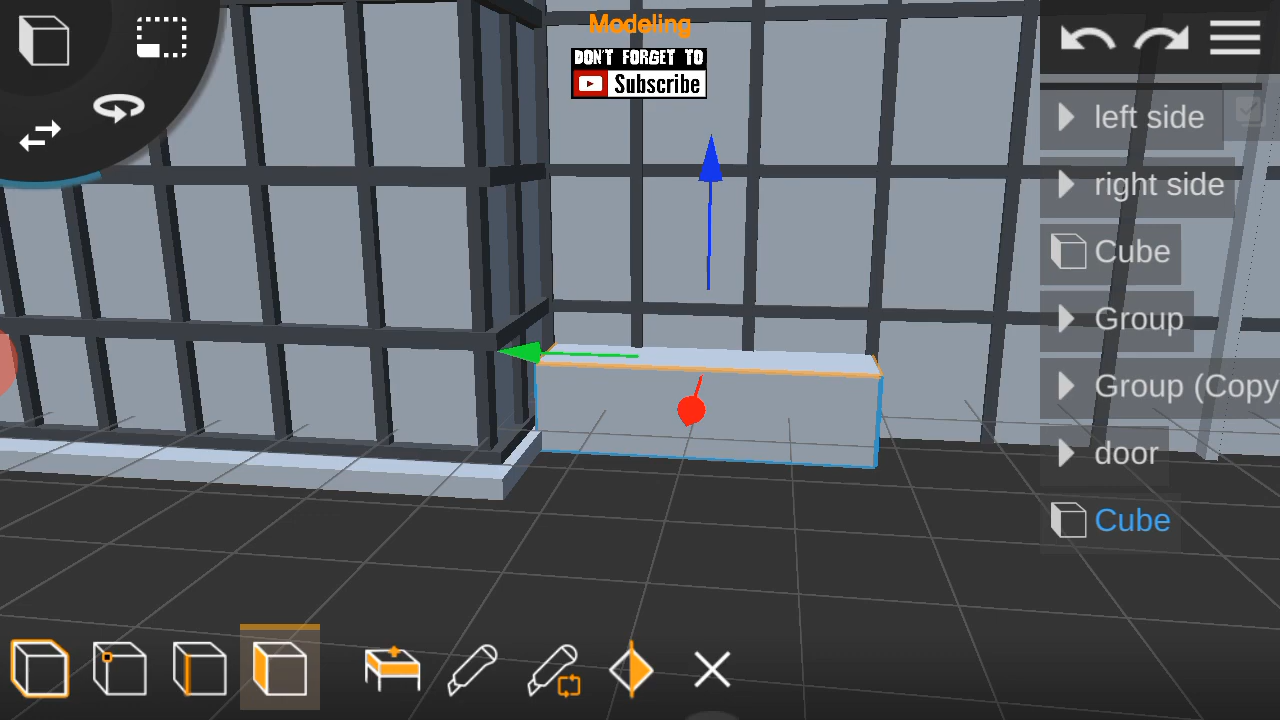 Modeling
DON'T FORGET TO
Subscribe
left side
right side
Cube
Group
Group (Copy
door
Cube